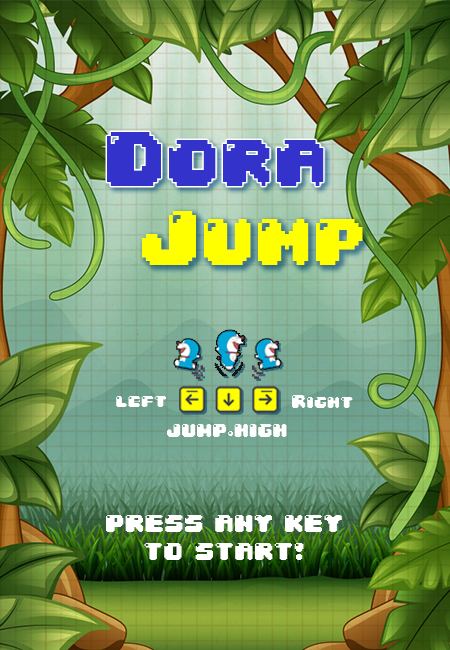 DORA
JUMP
LEFT ← ↓ → RIGHT
JUMP.HIGH
PRESS ANY KEY
TO START!